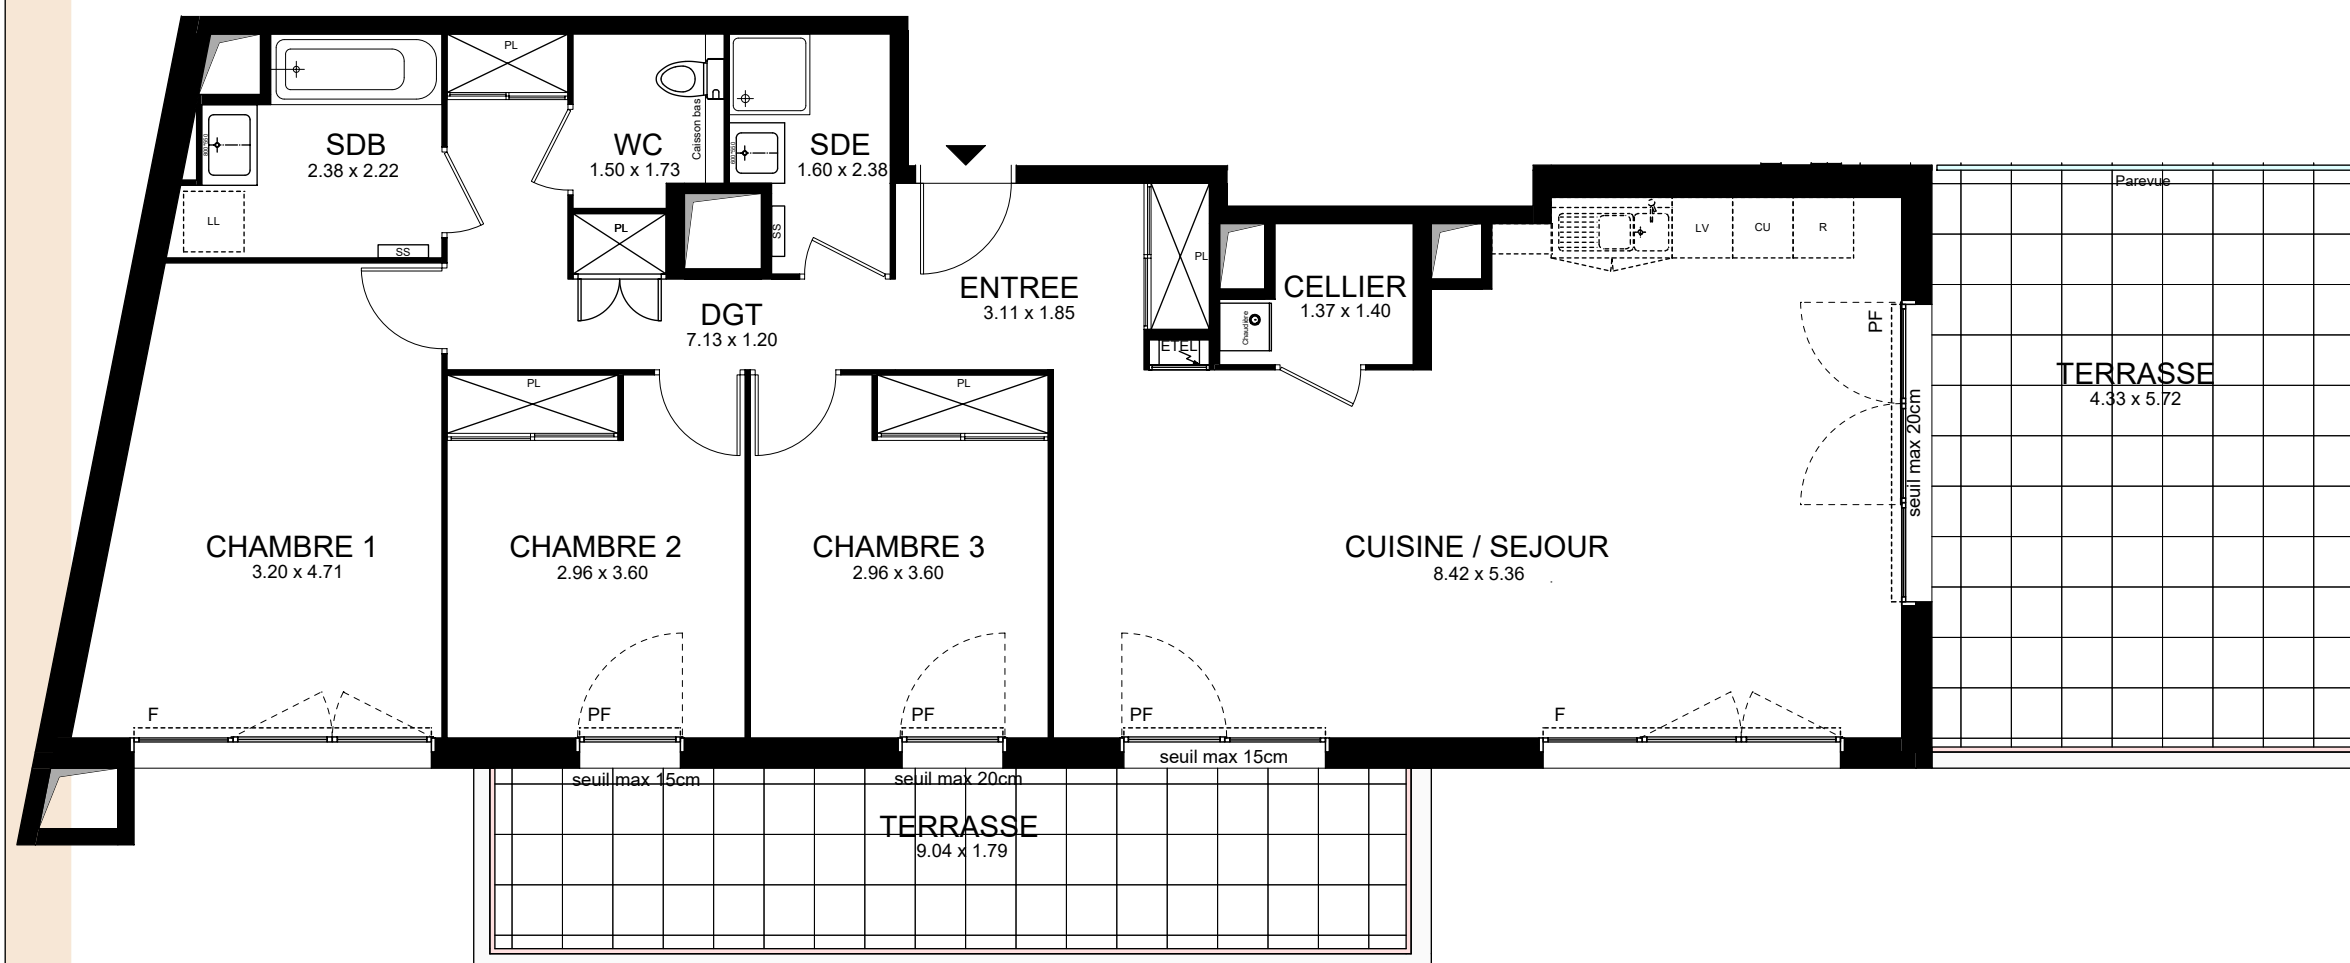 PL
SDB
2.38 x 2.22
LL
SS
WC
1.50 x 1.73
Caisson bas
SDE
1.60 x 2.38
SS
PL
DGT
7.13 x 1.20
ENTREE
3.11 x 1.85
PL
ETEL
CELLIER
1.37 x 1.40
Chaudière
LV
CU
R
Parevue
PF
seuil max 20cm
TERRASSE
4.33 x 5.72
PL
PL
CHAMBRE 1
3.20 x 4.71
CHAMBRE 2
2.96 x 3.60
CHAMBRE 3
2.96 x 3.60
CUISINE / SEJOUR
8.42 x 5.36
F
PF
PF
PF
F
seuil max 15cm
seuil max 20cm
seuil max 15cm
TERRASSE
9.04 x 1.79